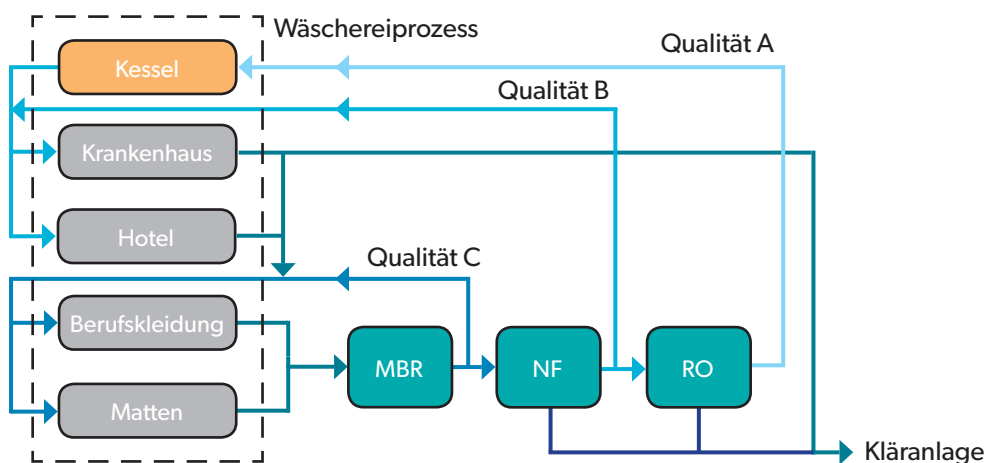 Wäschereiprozess
Qualität A
Kessel
Qualität B
Krankenhaus
Hotel
Qualität C
Berufskleidung
MBR
NF
RO
Matten
Kläranlage